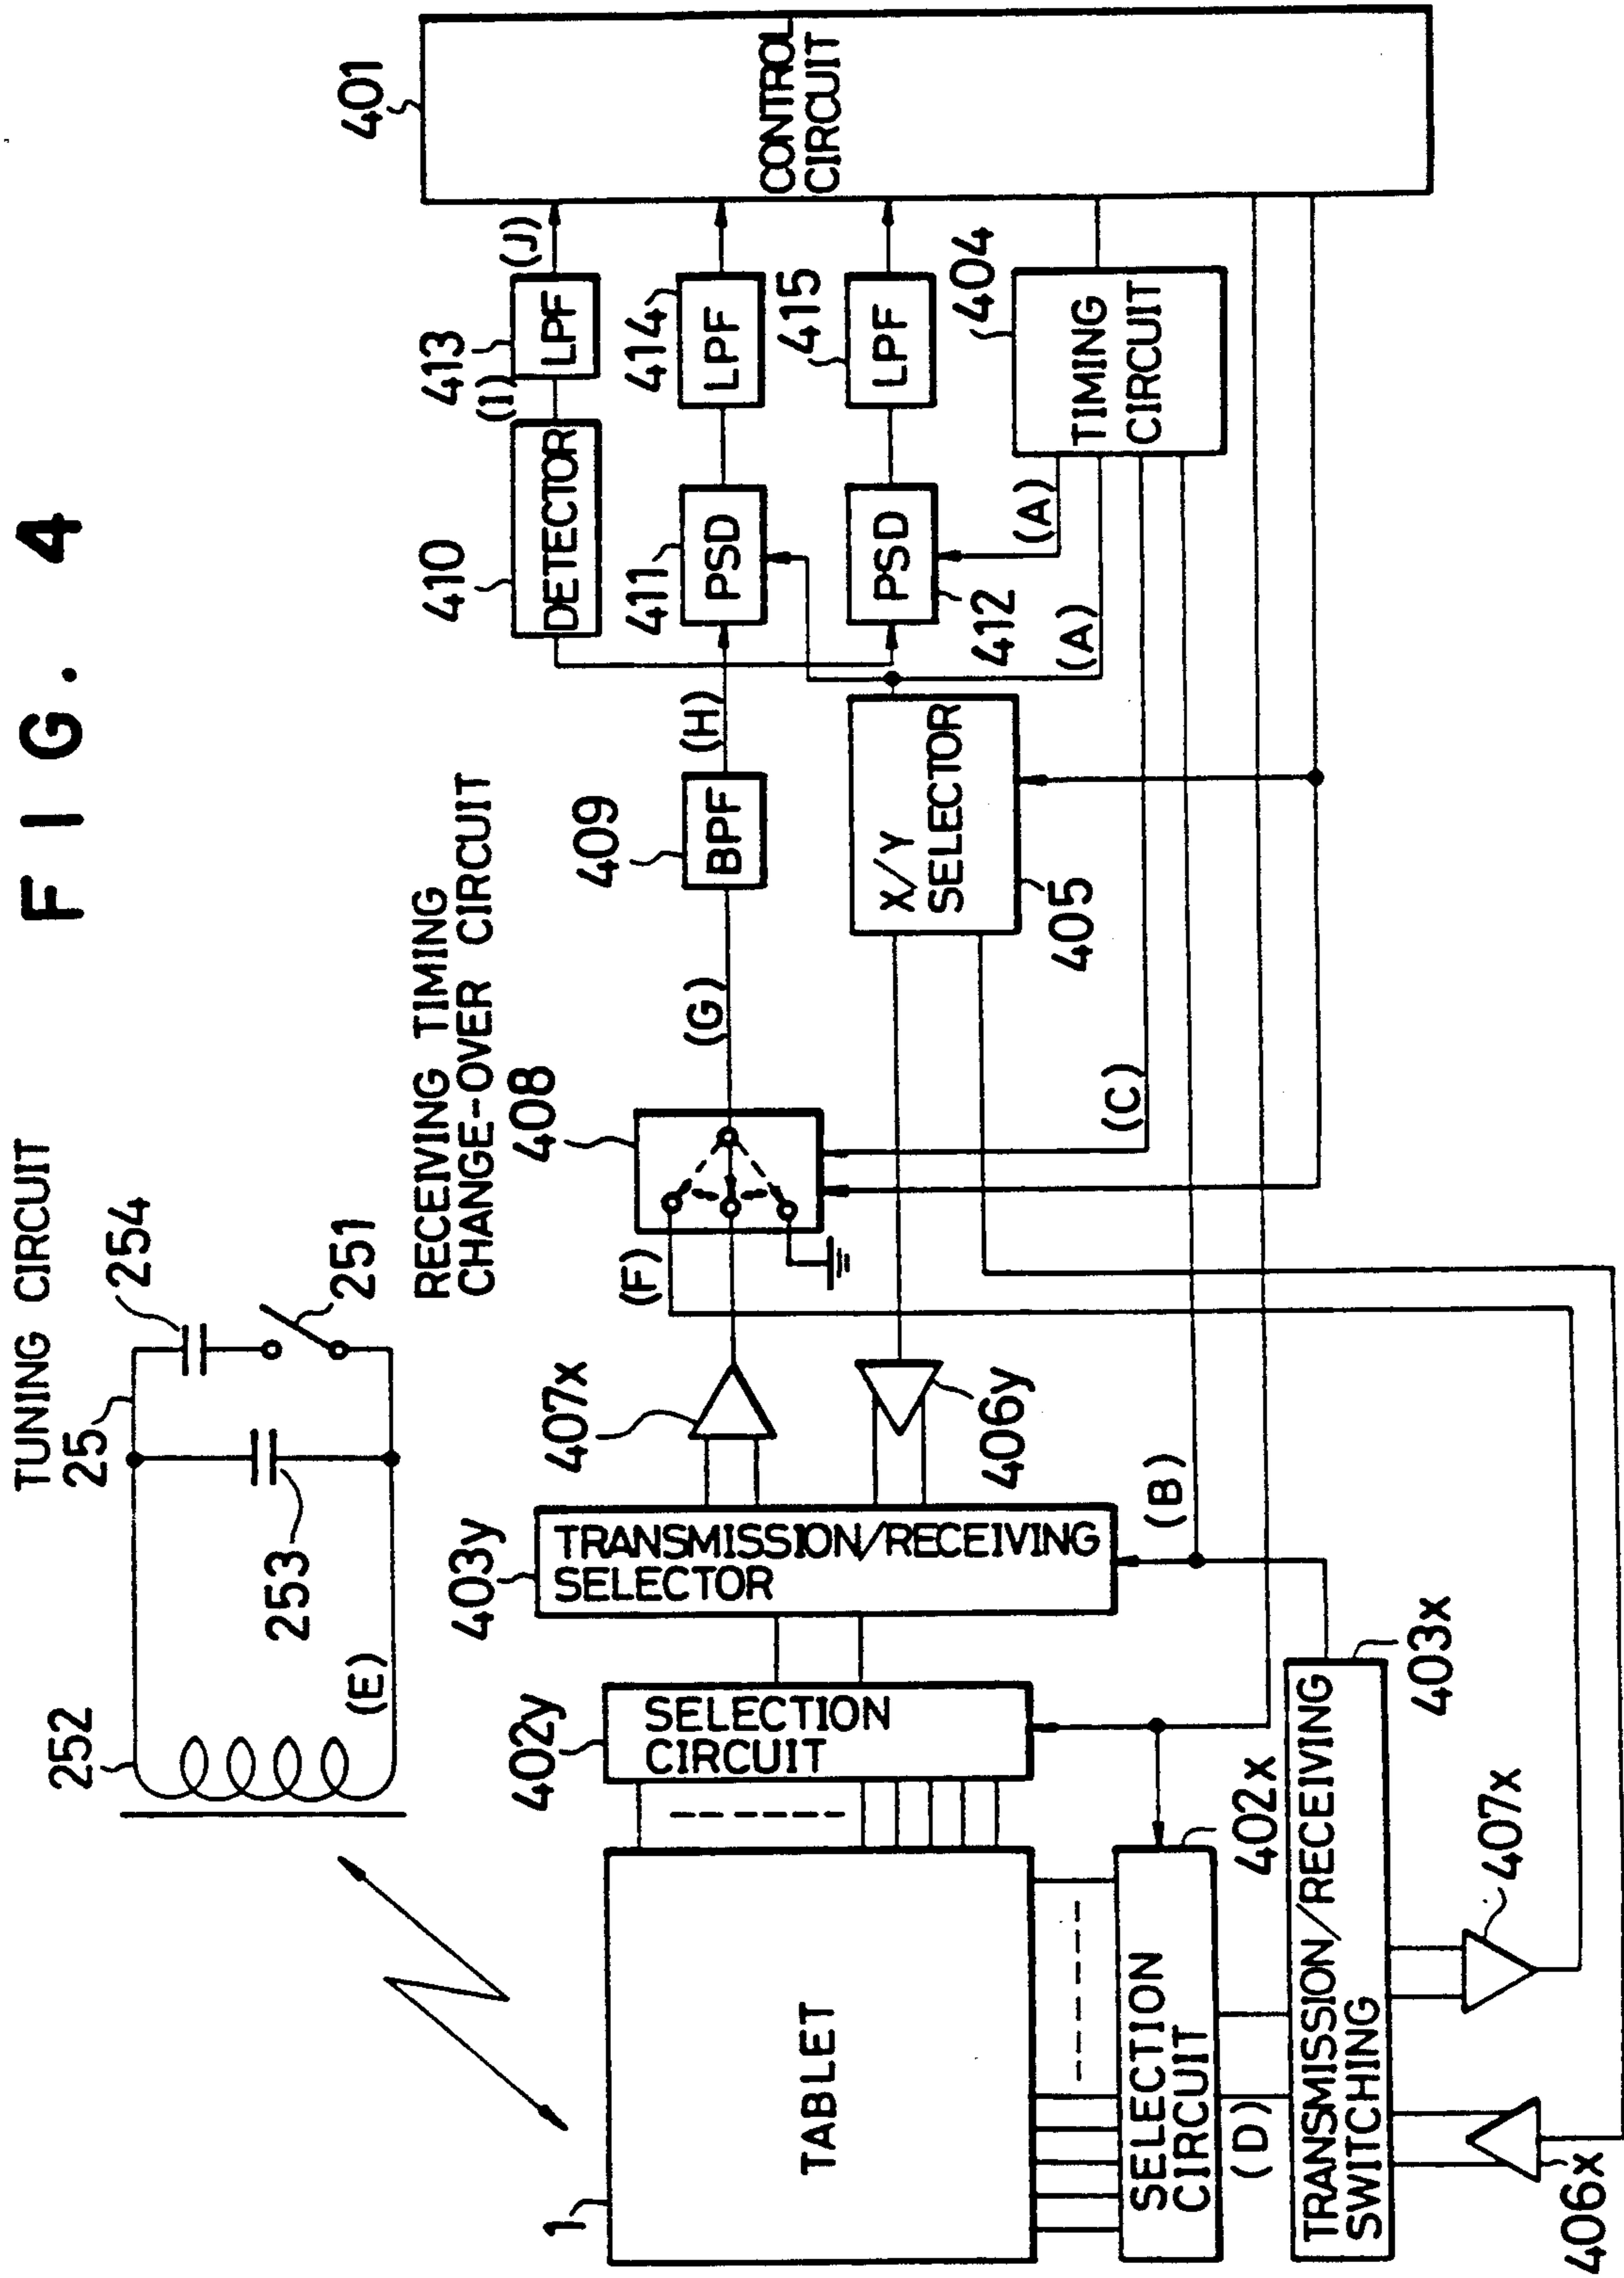 FIG. 4
TUNING CIRCUIT
25
254
251
253
252
(E)
RECEIVING TIMING
CHANGE-OVER CIRCUIT
408
409
BPF
(G)
(H)
(F)
410
DETECTOR
(I)
413
LPF
(J)
401
CONTROL
CIRCUIT
411
PSD
414
LPF
412
PSD
415
LPF
404
TIMING
CIRCUIT
(A)
(A)
X/Y
SELECTOR
405
(C)
(B)
407x
406y
403y
TRANSMISSION/RECEIVING
SELECTOR
402y
SELECTION
CIRCUIT
1
TABLET
402x
SELECTION
CIRCUIT
(D)
403x
TRANSMISSION/RECEIVING
SWITCHING
407x
406x